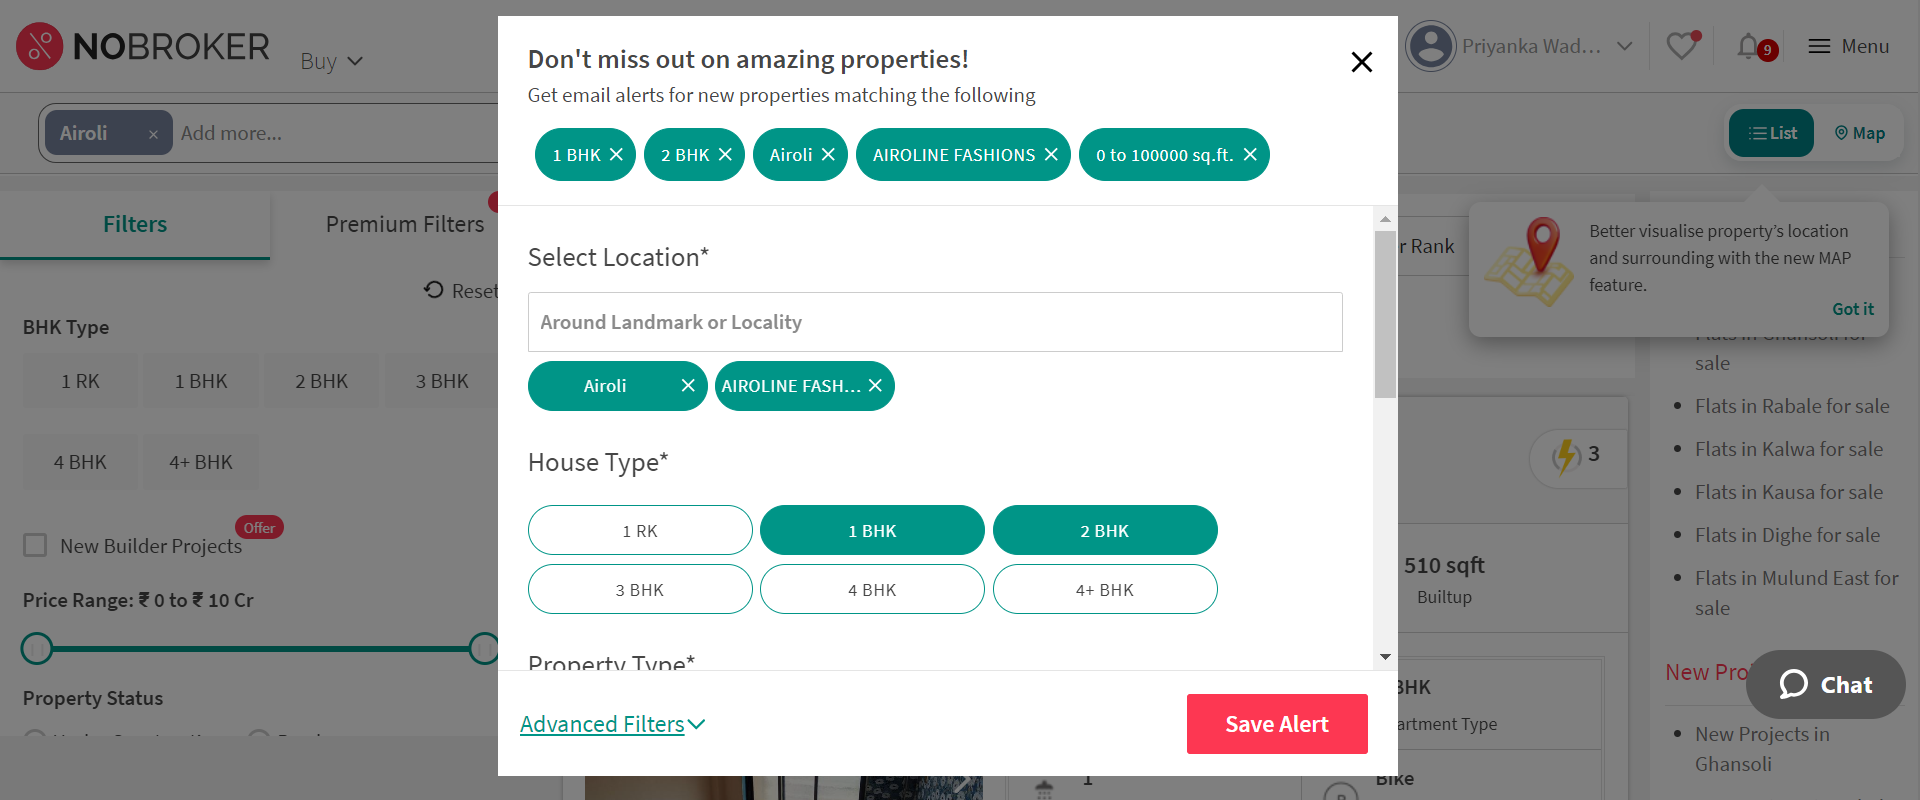 NOBROKER
Buy
Priyanka Wad...
9
Menu
Airoli ×
Add more...
List
Map
Don't miss out on amazing properties!
Get email alerts for new properties matching the following
1 BHK
2 BHK
Airoli
AIROLINE FASHIONS
0 to 100000 sq.ft.
Filters
Premium Filters
Reset
BHK Type
1 RK
1 BHK
2 BHK
3 BHK
4 BHK
4+ BHK
Offer
New Builder Projects
Price Range: ₹ 0 to ₹ 10 Cr
Property Status
Select Location*
Around Landmark or Locality
Airoli
AIROLINE FASH...
House Type*
1 RK
1 BHK
2 BHK
3 BHK
4 BHK
4+ BHK
Property Type*
Advanced Filters
Save Alert
Rank
Better visualise property's location
and surrounding with the new MAP
feature.
Got it
3
510 sqft
Builtup
BHK
artment Type
1
Bike
sale
Flats in Rabale for sale
Flats in Kalwa for sale
Flats in Kausa for sale
Flats in Dighe for sale
Flats in Mulund East for
sale
New Pro
Chat
New Projects in
Ghansoli